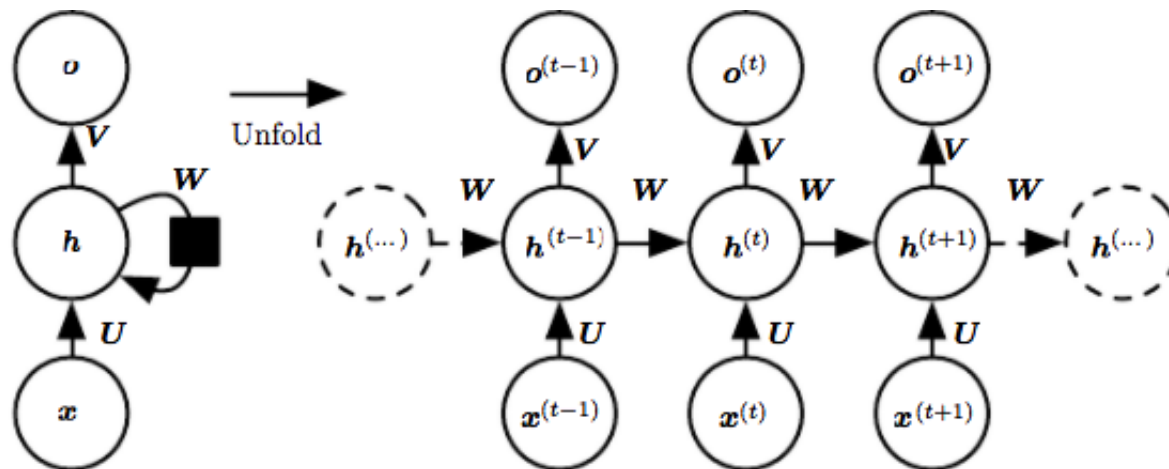 o o^(t−1) o^(t) o^(t+1)
Unfold
V V V V
W W W W W
h h^(...) h^(t−1) h^(t) h^(t+1) h^(...)
U U U U
x x^(t−1) x^(t) x^(t+1)